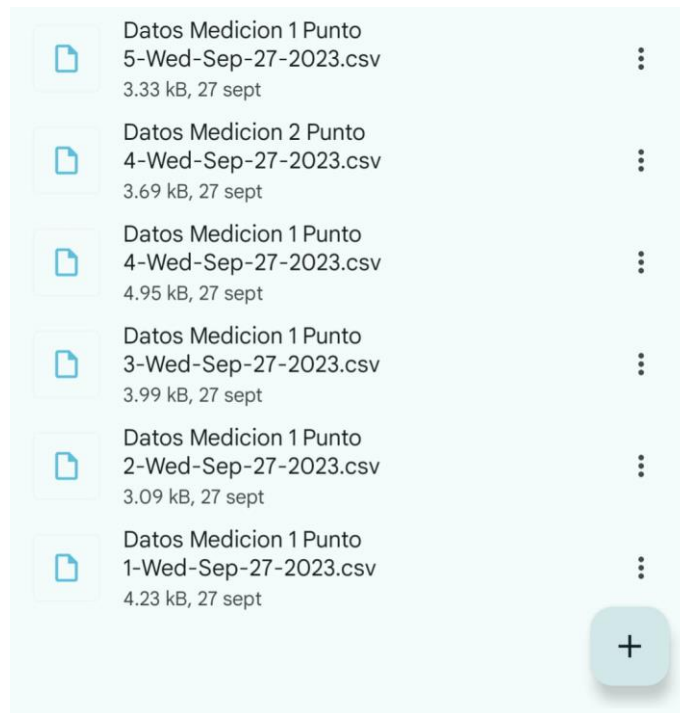 Datos Medicion 1 Punto
5-Wed-Sep-27-2023.csv
3.33 kB, 27 sept
Datos Medicion 2 Punto
4-Wed-Sep-27-2023.csv
3.69 kB, 27 sept
Datos Medicion 1 Punto
4-Wed-Sep-27-2023.csv
4.95 kB, 27 sept
Datos Medicion 1 Punto
3-Wed-Sep-27-2023.csv
3.99 kB, 27 sept
Datos Medicion 1 Punto
2-Wed-Sep-27-2023.csv
3.09 kB, 27 sept
Datos Medicion 1 Punto
1-Wed-Sep-27-2023.csv
4.23 kB, 27 sept